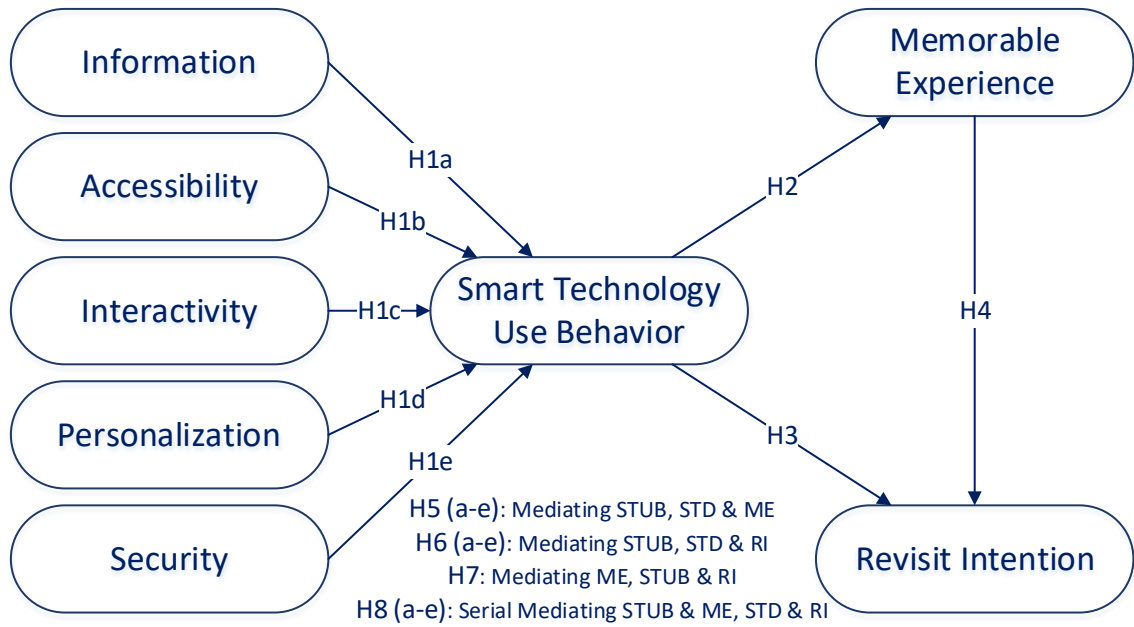 Information
Accessibility
Interactivity
Personalization
Security
H1a
H1b
H1c
H1d
H1e
Smart Technology
Use Behavior
H2
H3
Memorable
Experience
H4
Revisit Intention
H5 (a-e): Mediating STUB, STD & ME
H6 (a-e): Mediating STUB, STD & RI
H7: Mediating ME, STUB & RI
H8 (a-e): Serial Mediating STUB & ME, STD & RI